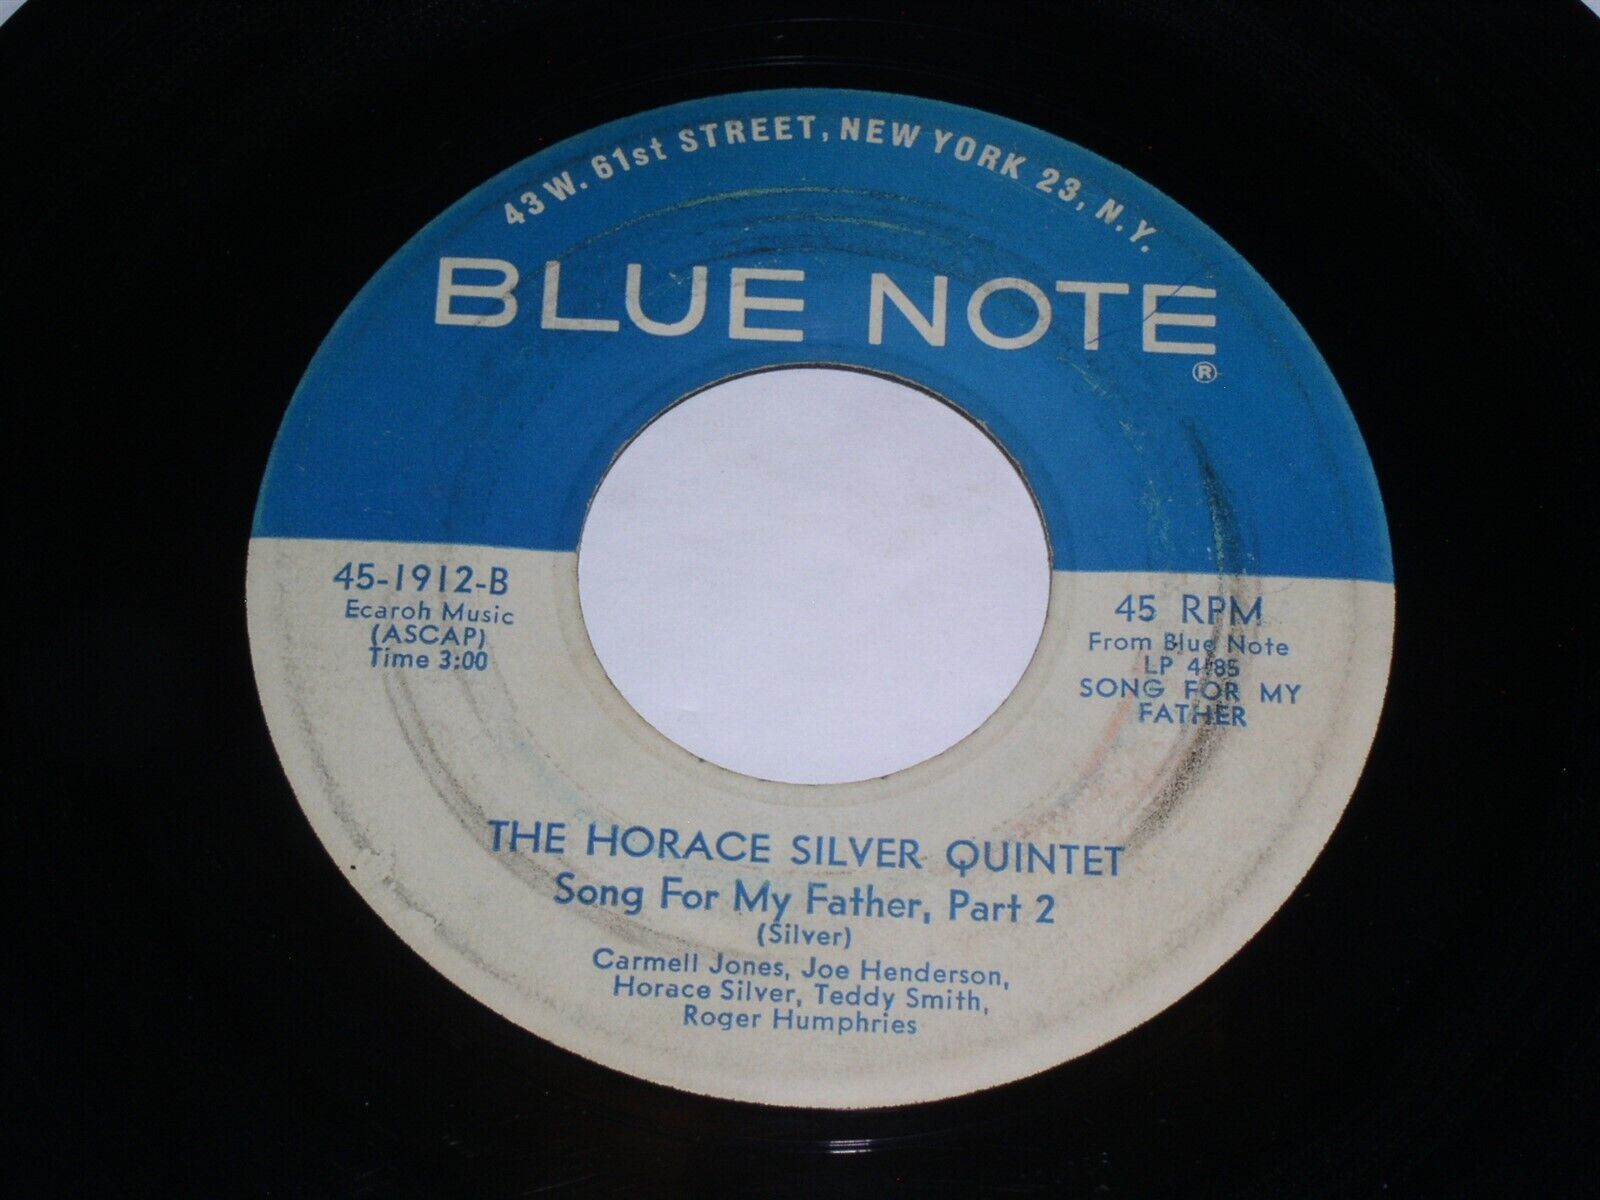 43 W. 61st STREET, NEW YORK 23, N.Y.
BLUE NOTE
®
45-1912-B
Ecaroh Music
(ASCAP)
Time 3:00
45 RPM
From Blue Note
LP 4185
SONG FOR MY
FATHER
THE HORACE SILVER QUINTET
Song For My Father, Part 2
(Silver)
Carmell Jones, Joe Henderson,
Horace Silver, Teddy Smith,
Roger Humphries